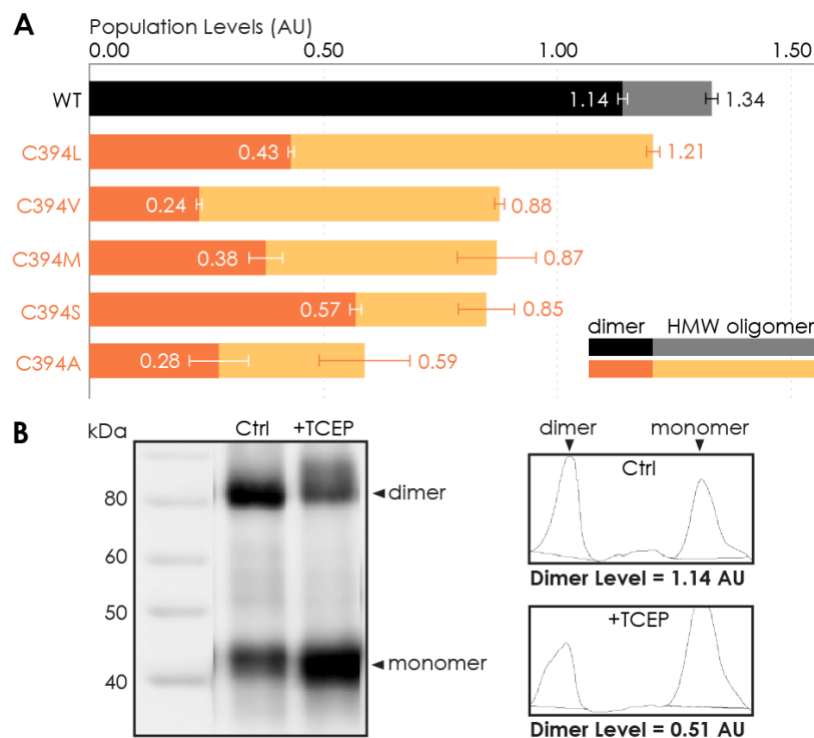 A
Population Levels (AU)
0.00 0.50 1.00 1.50
WT 1.14 1.34
C394L 0.43 1.21
C394V 0.24 0.88
C394M 0.38 0.87
C394S 0.57 0.85
dimer HMW oligomer
C394A 0.28 0.59
B
kDa Ctrl +TCEP
80
60
50
40
dimer
monomer
dimer monomer
Ctrl
Dimer Level = 1.14 AU
+TCEP
Dimer Level = 0.51 AU